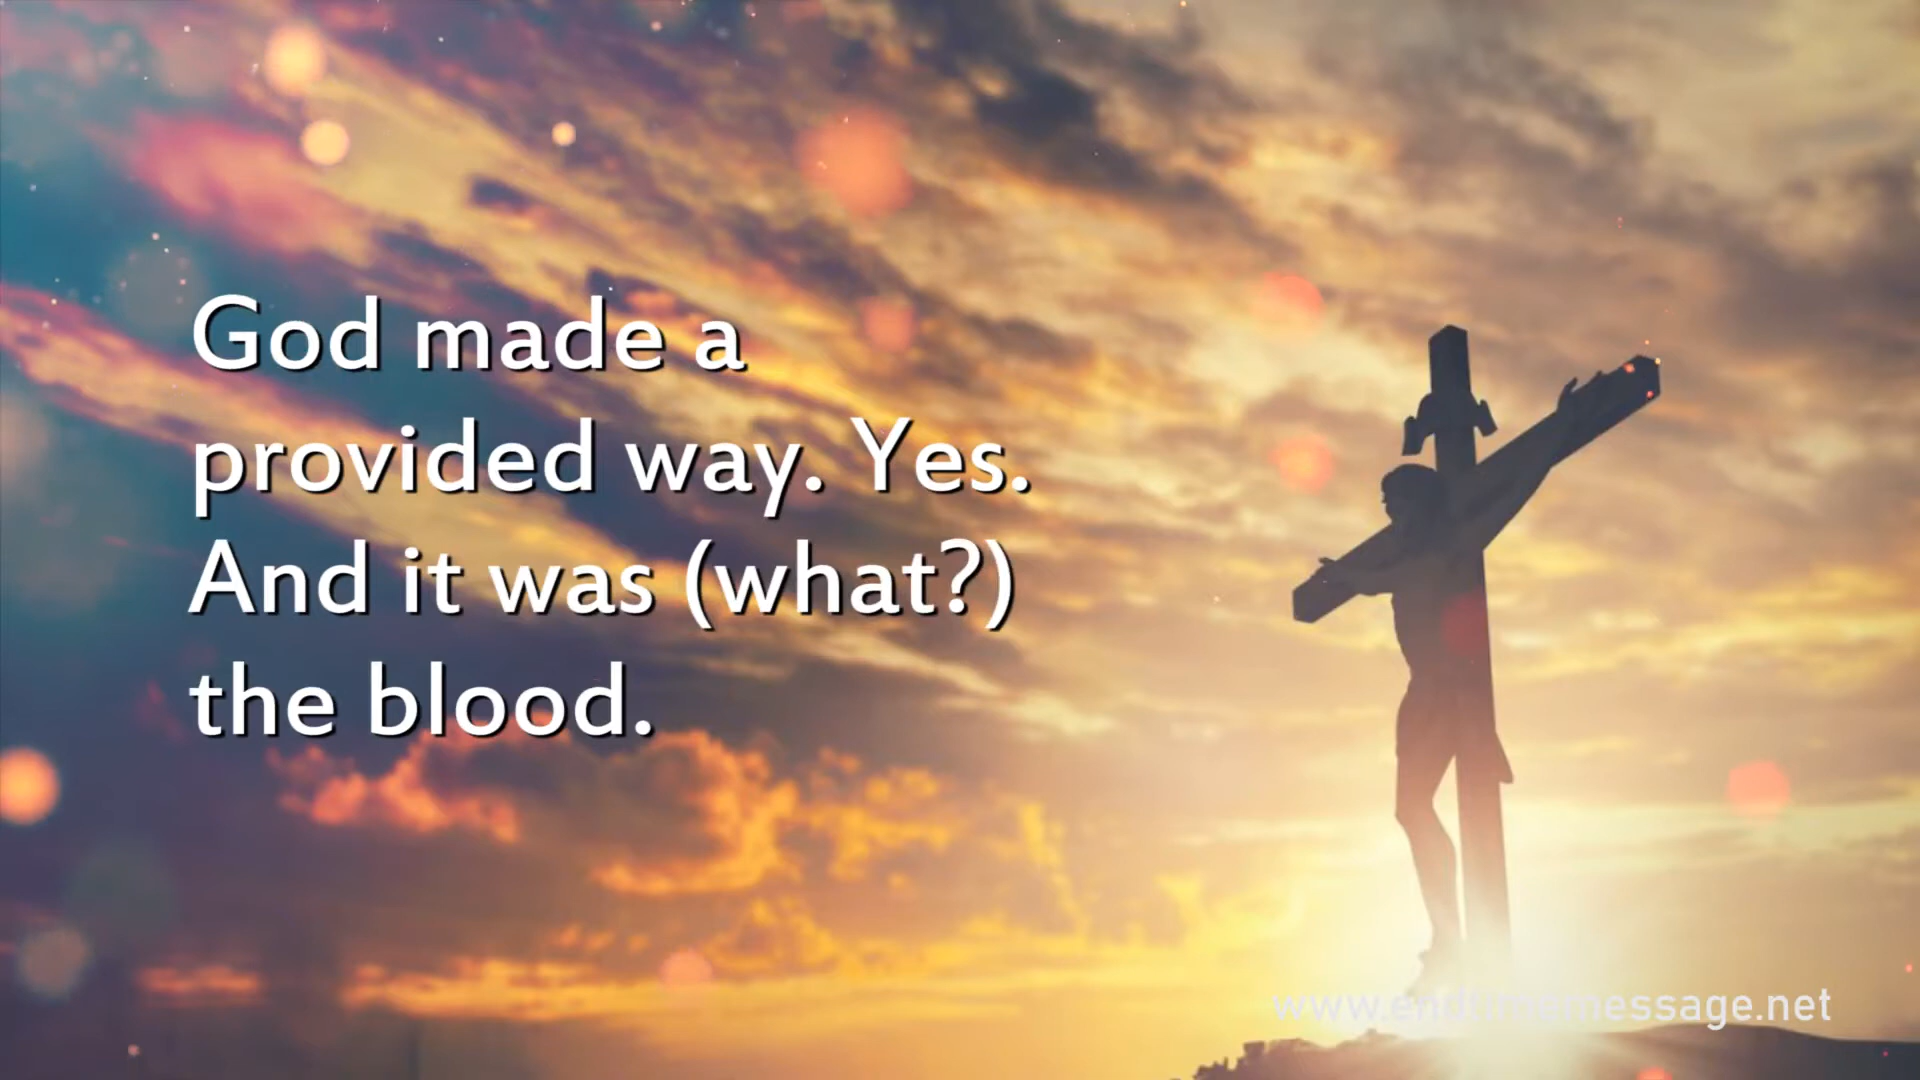 God made a
provided way. Yes.
And it was (what?)
the blood.
www.endtimemessage.net